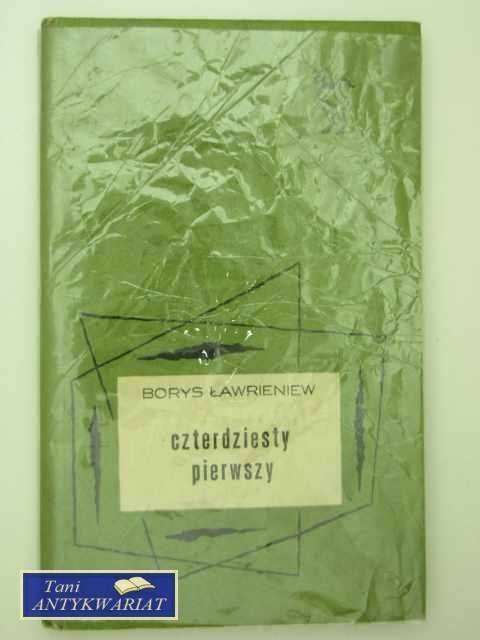 BORYS ŁAWRIENIEW
czterdziesty
pierwszy
Tani
ANTYKWARIAT